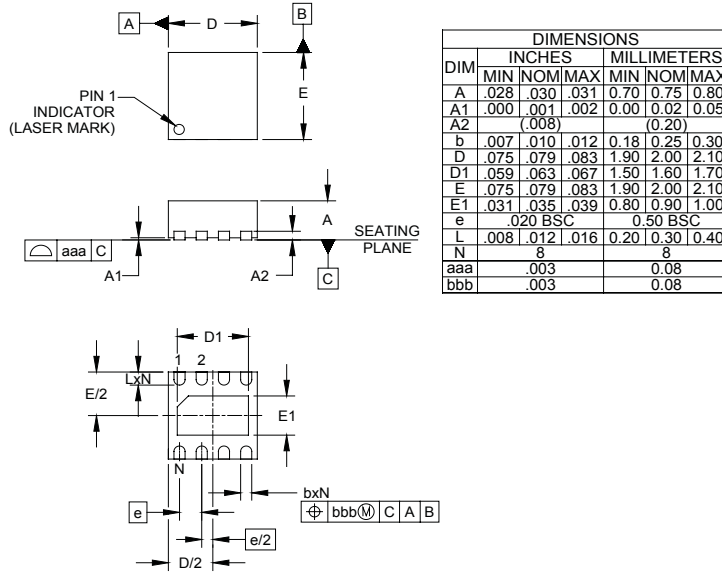 A
D
B
E
PIN 1
INDICATOR
(LASER MARK)
A
SEATING
PLANE
aaa C
A1
A2
C
D1
1 2
LxN
E/2
E1
N
bxN
e
bbb Ⓜ C A B
e/2
D/2
DIMENSIONS
DIM INCHES MILLIMETERS
MIN NOM MAX MIN NOM MAX
A .028 .030 .031 0.70 0.75 0.80
A1 .000 .001 .002 0.00 0.02 0.05
A2 (.008) (0.20)
b .007 .010 .012 0.18 0.25 0.30
D .075 .079 .083 1.90 2.00 2.10
D1 .059 .063 .067 1.50 1.60 1.70
E .075 .079 .083 1.90 2.00 2.10
E1 .031 .035 .039 0.80 0.90 1.00
e .020 BSC 0.50 BSC
L .008 .012 .016 0.20 0.30 0.40
N 8 8
aaa .003 0.08
bbb .003 0.08